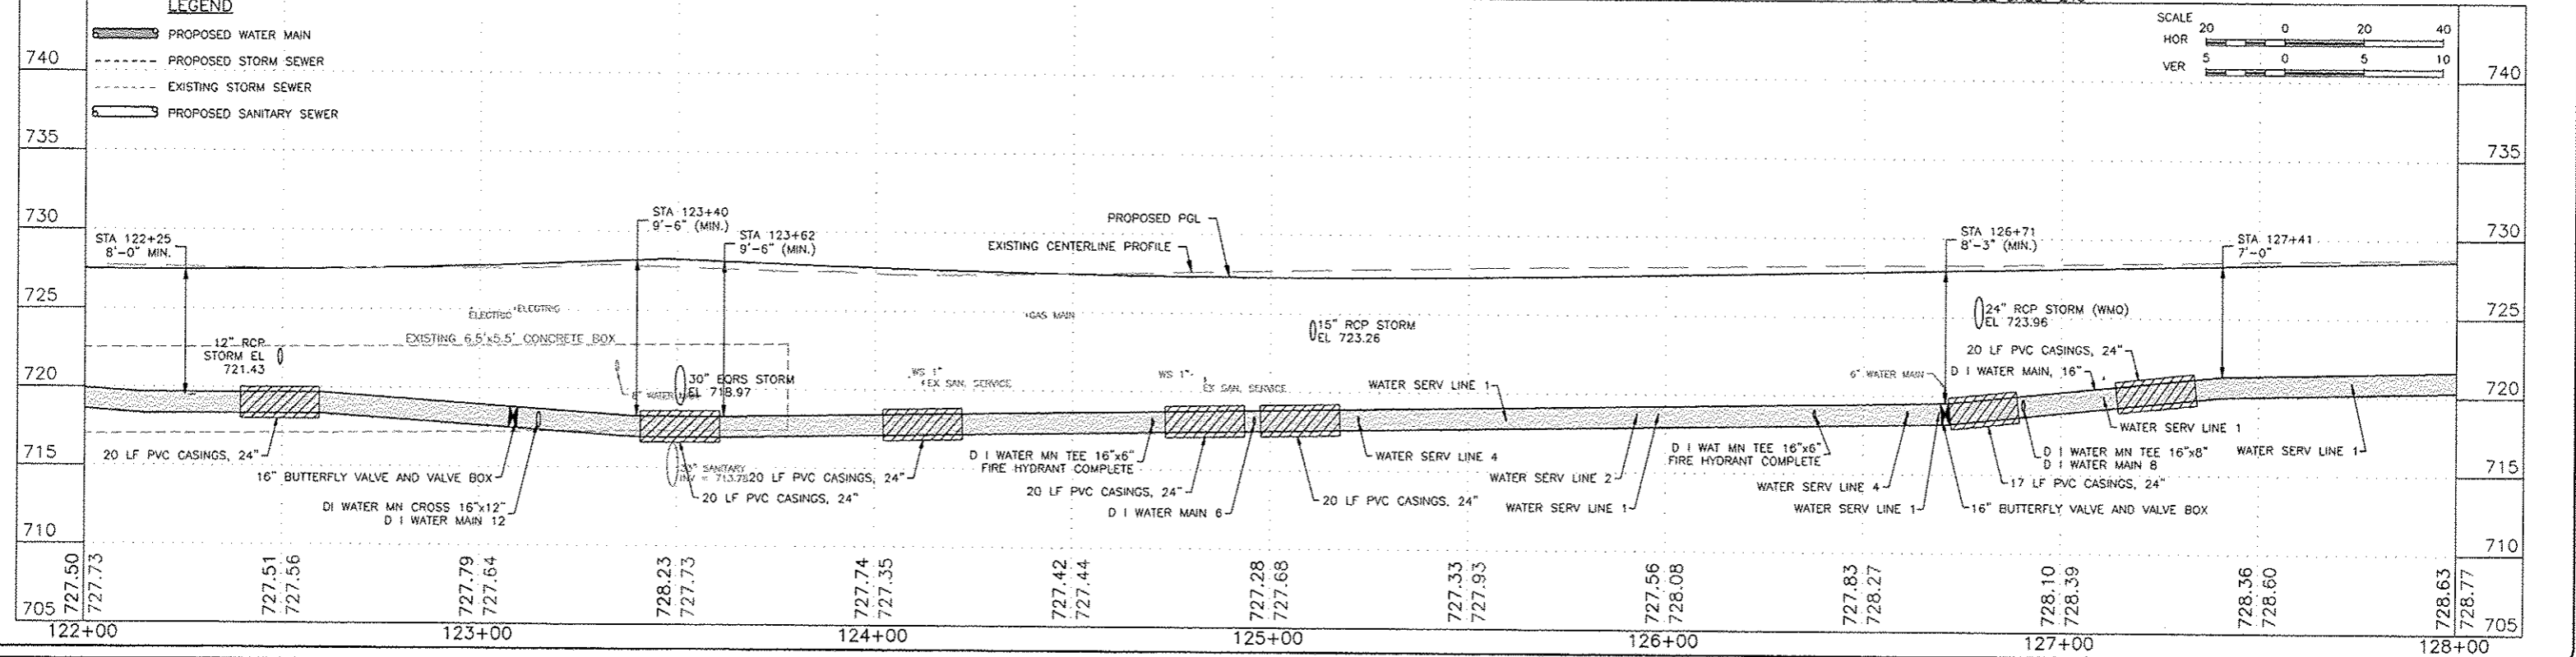 LEGEND
PROPOSED WATER MAIN
PROPOSED STORM SEWER
EXISTING STORM SEWER
PROPOSED SANITARY SEWER
SCALE
HOR
20 0 20 40
VER
5 0 5 10
740
740
735
735
730
730
725
725
720
720
715
715
710
710
705
705
STA 122+25
8'-0" MIN.
STA 123+40
9'-6" (MIN.)
STA 123+62
9'-6" (MIN.)
PROPOSED PGL
EXISTING CENTERLINE PROFILE
STA 126+71
8'-3" (MIN.)
STA 127+41
7'-0"
ELECTRIC
ELECTRIC
GAS MAIN
EXISTING 6.5'x5.5' CONCRETE BOX
12" RCP
STORM EL
721.43
30" EQRS STORM
EL 718.97
15" RCP STORM
EL 723.26
24" RCP STORM (WMQ)
EL 723.96
WS 1"
EX SAN. SERVICE
WS 1"
EX SAN. SERVICE
6" WATER MAIN
WATER SERV LINE 1
20 LF PVC CASINGS, 24"
D I WATER MAIN, 16"
20 LF PVC CASINGS, 24"
16" BUTTERFLY VALVE AND VALVE BOX
DI WATER MN CROSS 16"x12"
D I WATER MAIN 12
SANITARY
20 LF PVC CASINGS, 24"
20 LF PVC CASINGS, 24"
D I WATER MN TEE 16"x6"
FIRE HYDRANT COMPLETE
20 LF PVC CASINGS, 24"
D I WATER MAIN 6
20 LF PVC CASINGS, 24"
WATER SERV LINE 4
WATER SERV LINE 2
WATER SERV LINE 1
D I WAT MN TEE 16"x6"
FIRE HYDRANT COMPLETE
WATER SERV LINE 4
WATER SERV LINE 1
16" BUTTERFLY VALVE AND VALVE BOX
17 LF PVC CASINGS, 24"
D I WATER MN TEE 16"x8"
D I WATER MAIN 8
WATER SERV LINE 1
WATER SERV LINE 1
727.50
727.73
727.51
727.56
727.79
727.64
728.23
727.73
727.74
727.35
727.42
727.44
727.28
727.68
727.33
727.93
727.56
728.08
727.83
728.27
728.10
728.39
728.36
728.60
728.63
728.77
122+00
123+00
124+00
125+00
126+00
127+00
128+00